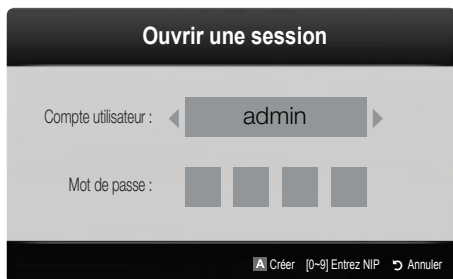 Ouvrir une session
Compte utilisateur : admin
Mot de passe :
A Créer [0~9] Entrez NIP Annuler